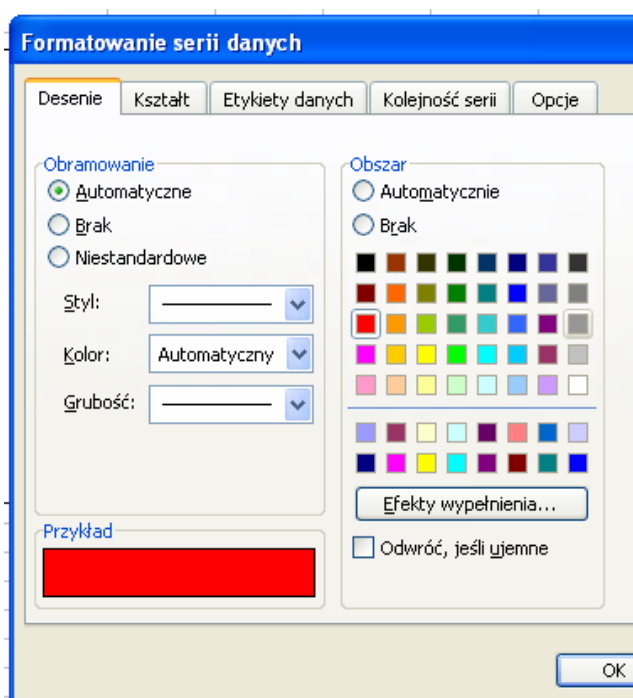 Formatowanie serii danych
Desenie
Kształt
Etykiety danych
Kolejność serii
Opcje
Obramowanie
Automatyczne
Brak
Niestandardowe
Styl:
Kolor:
Automatyczny
Grubość:
Przykład
Obszar
Automatycznie
Brak
Efekty wypełnienia...
Odwróć, jeśli ujemne
OK